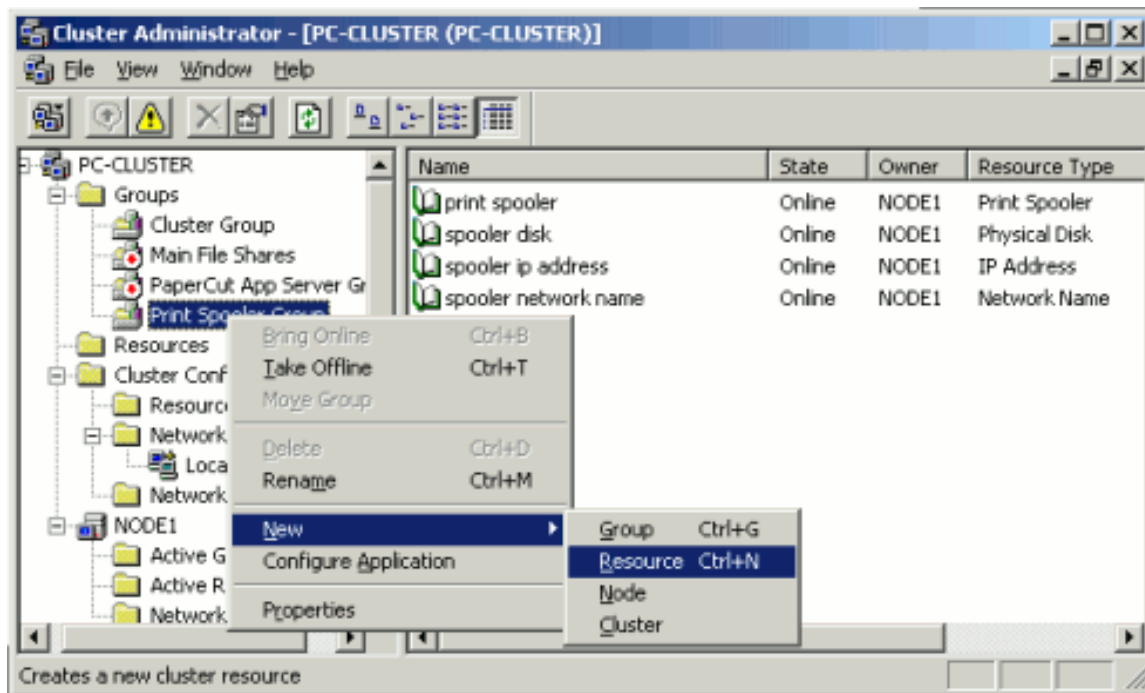 Cluster Administrator - [PC-CLUSTER (PC-CLUSTER)]
File View Window Help
PC-CLUSTER
Groups
Cluster Group
Main File Shares
PaperCut App Server Gr
Print Spooler Group
Resources
Cluster Conf
Resourc
Network
Loca
Network
NODE1
Active G
Active R
Network
Name State Owner Resource Type
print spooler Online NODE1 Print Spooler
spooler disk Online NODE1 Physical Disk
spooler ip address Online NODE1 IP Address
spooler network name Online NODE1 Network Name
Bring Online Ctrl+B
Take Offline Ctrl+T
Move Group
Delete Ctrl+D
Rename Ctrl+M
New
Configure Application
Properties
Group Ctrl+G
Resource Ctrl+N
Node
Cluster
Creates a new cluster resource